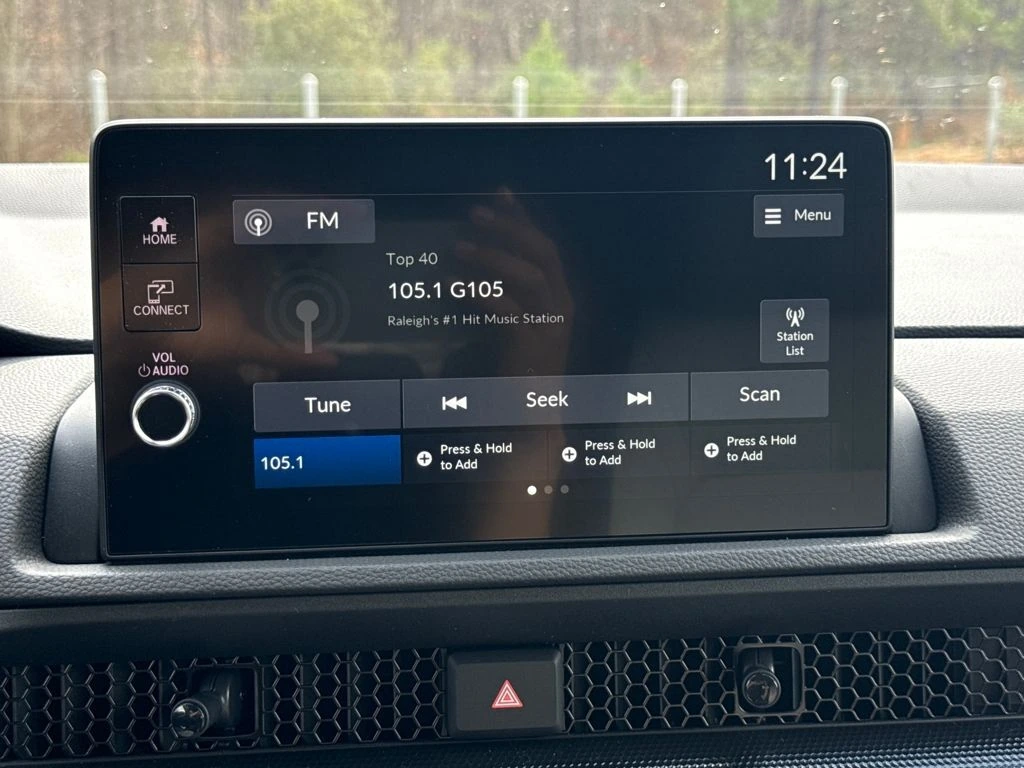 11:24
HOME
FM
Menu
CONNECT
Top 40
105.1 G105
Raleigh's #1 Hit Music Station
Station
List
VOL
AUDIO
Tune
Seek
Scan
105.1
Press & Hold
to Add
Press & Hold
to Add
Press & Hold
to Add